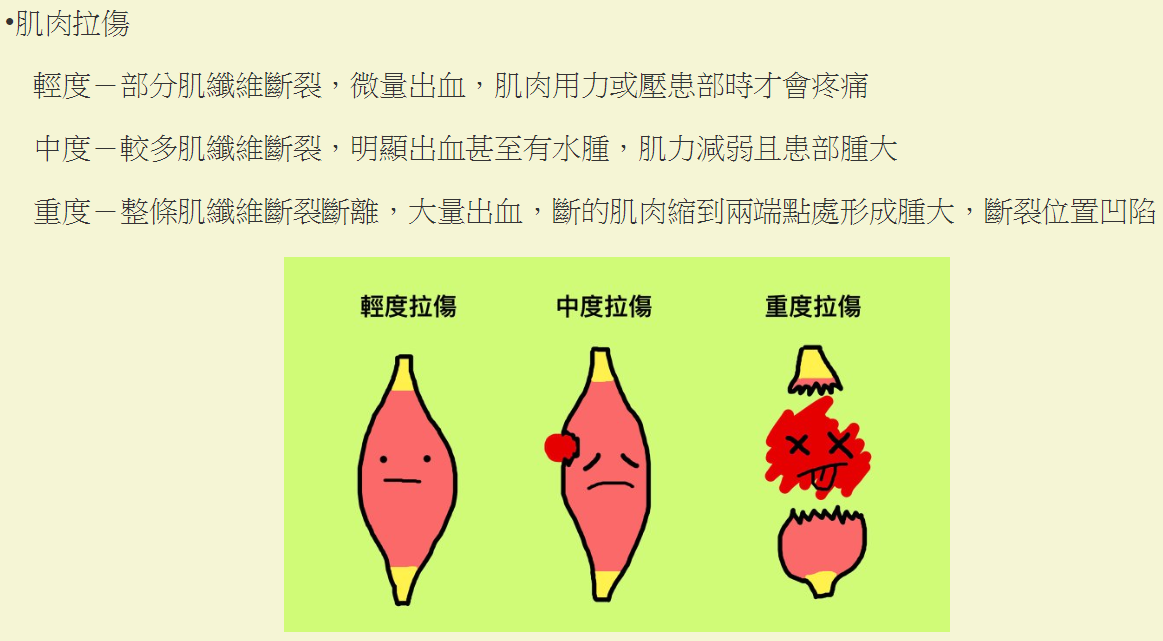 •肌肉拉傷
輕度－部分肌纖維斷裂，微量出血，肌肉用力或壓患部時才會疼痛
中度－較多肌纖維斷裂，明顯出血甚至有水腫，肌力減弱且患部腫大
重度－整條肌纖維斷裂斷離，大量出血，斷的肌肉縮到兩端點處形成腫大，斷裂位置凹陷
輕度拉傷 中度拉傷 重度拉傷